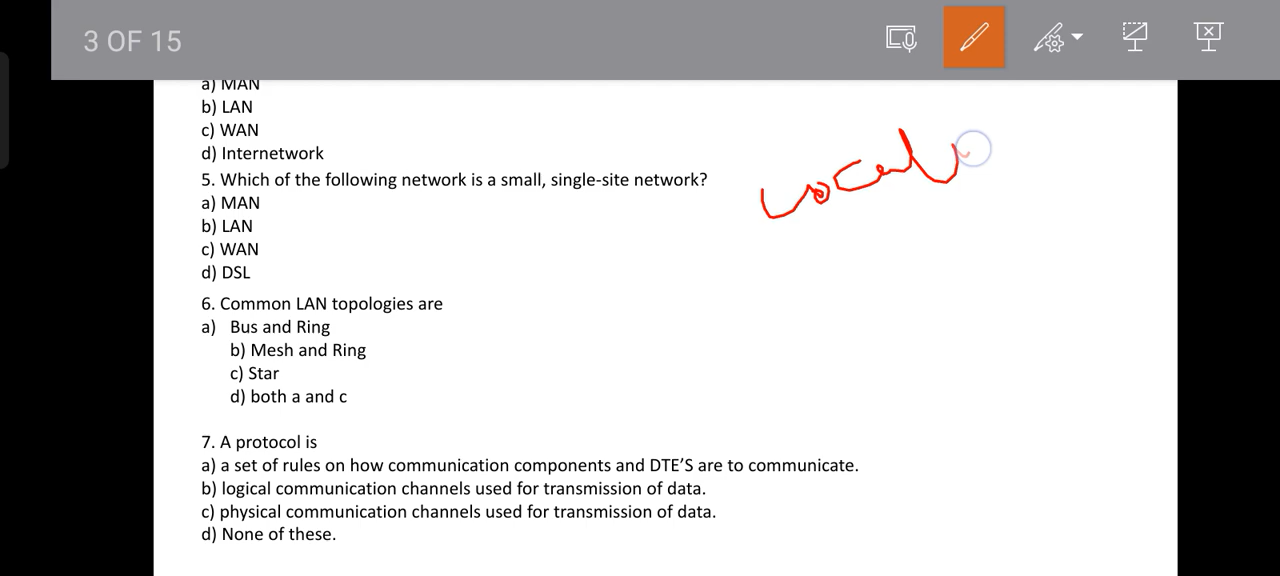 3 OF 15
a) MAN
b) LAN
c) WAN
d) Internetwork
5. Which of the following network is a small, single-site network?
a) MAN
b) LAN
c) WAN
d) DSL
Local
6. Common LAN topologies are
a) Bus and Ring
b) Mesh and Ring
c) Star
d) both a and c
7. A protocol is
a) a set of rules on how communication components and DTE’S are to communicate.
b) logical communication channels used for transmission of data.
c) physical communication channels used for transmission of data.
d) None of these.